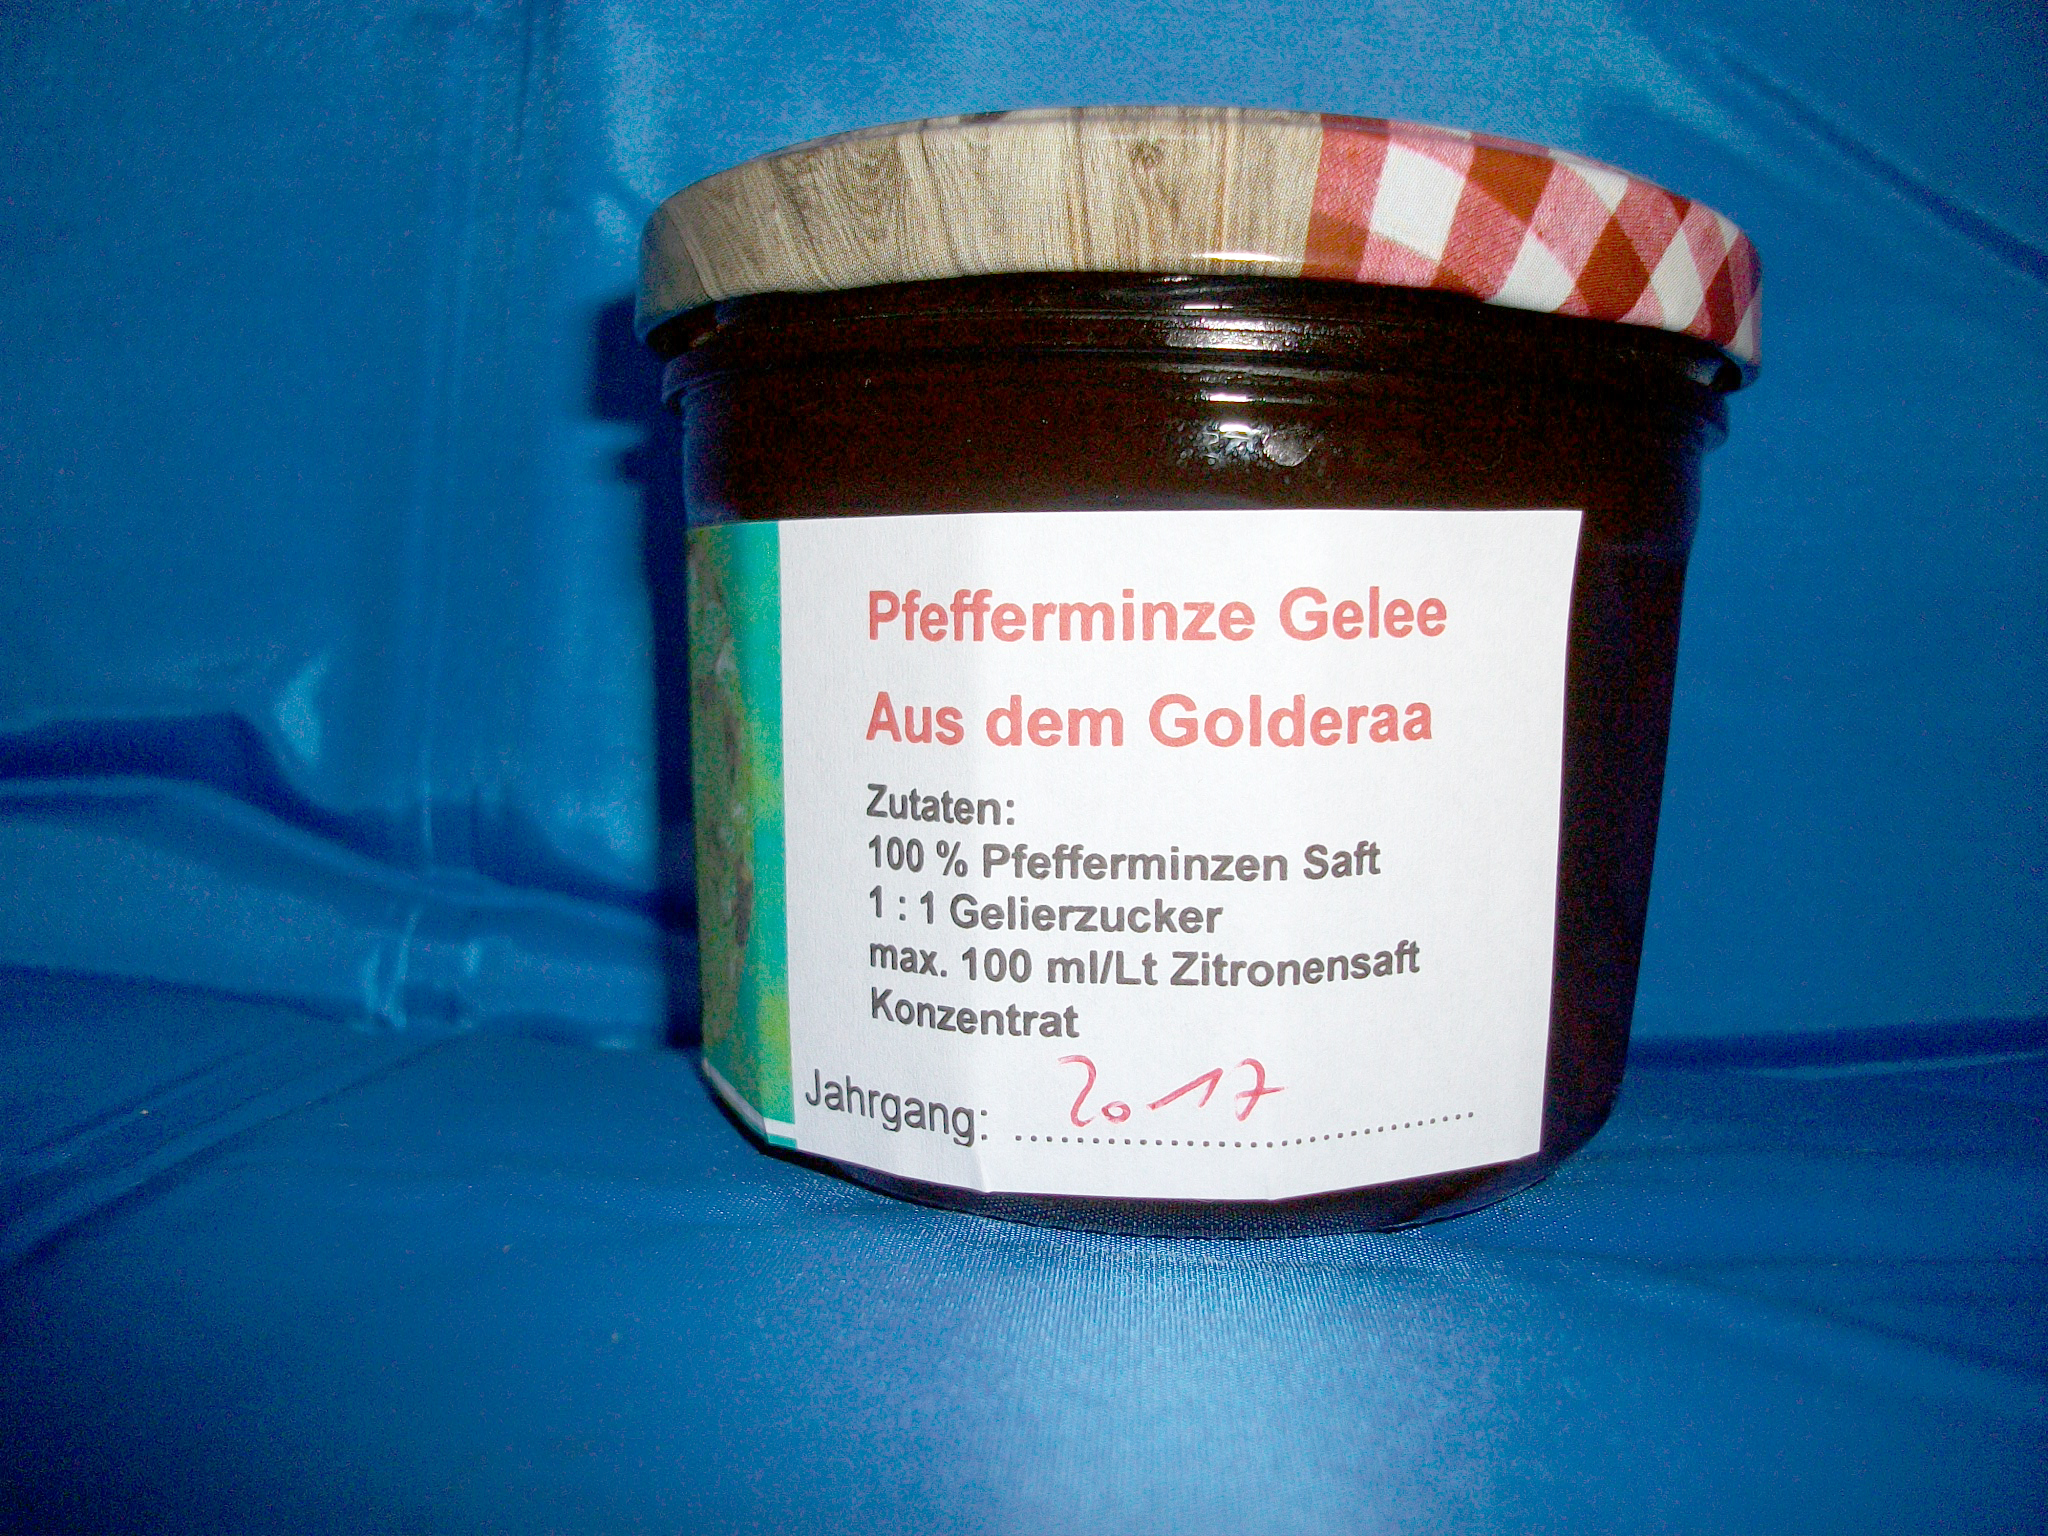 Pfefferminze Gelee
Aus dem Golderaa
Zutaten:
100 % Pfefferminzen Saft
1 : 1 Gelierzucker
max. 100 ml/Lt Zitronensaft
Konzentrat
Jahrgang: 2017